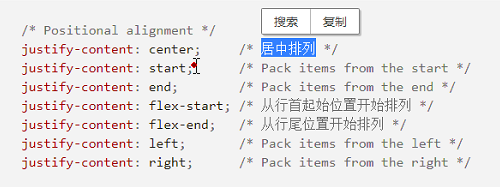 搜索 复制
/* Positional alignment */
justify-content: center; /* 居中排列 */
justify-content: start; /* Pack items from the start */
justify-content: end; /* Pack items from the end */
justify-content: flex-start; /* 从行首起始位置开始排列 */
justify-content: flex-end; /* 从行尾位置开始排列 */
justify-content: left; /* Pack items from the left */
justify-content: right; /* Pack items from the right */